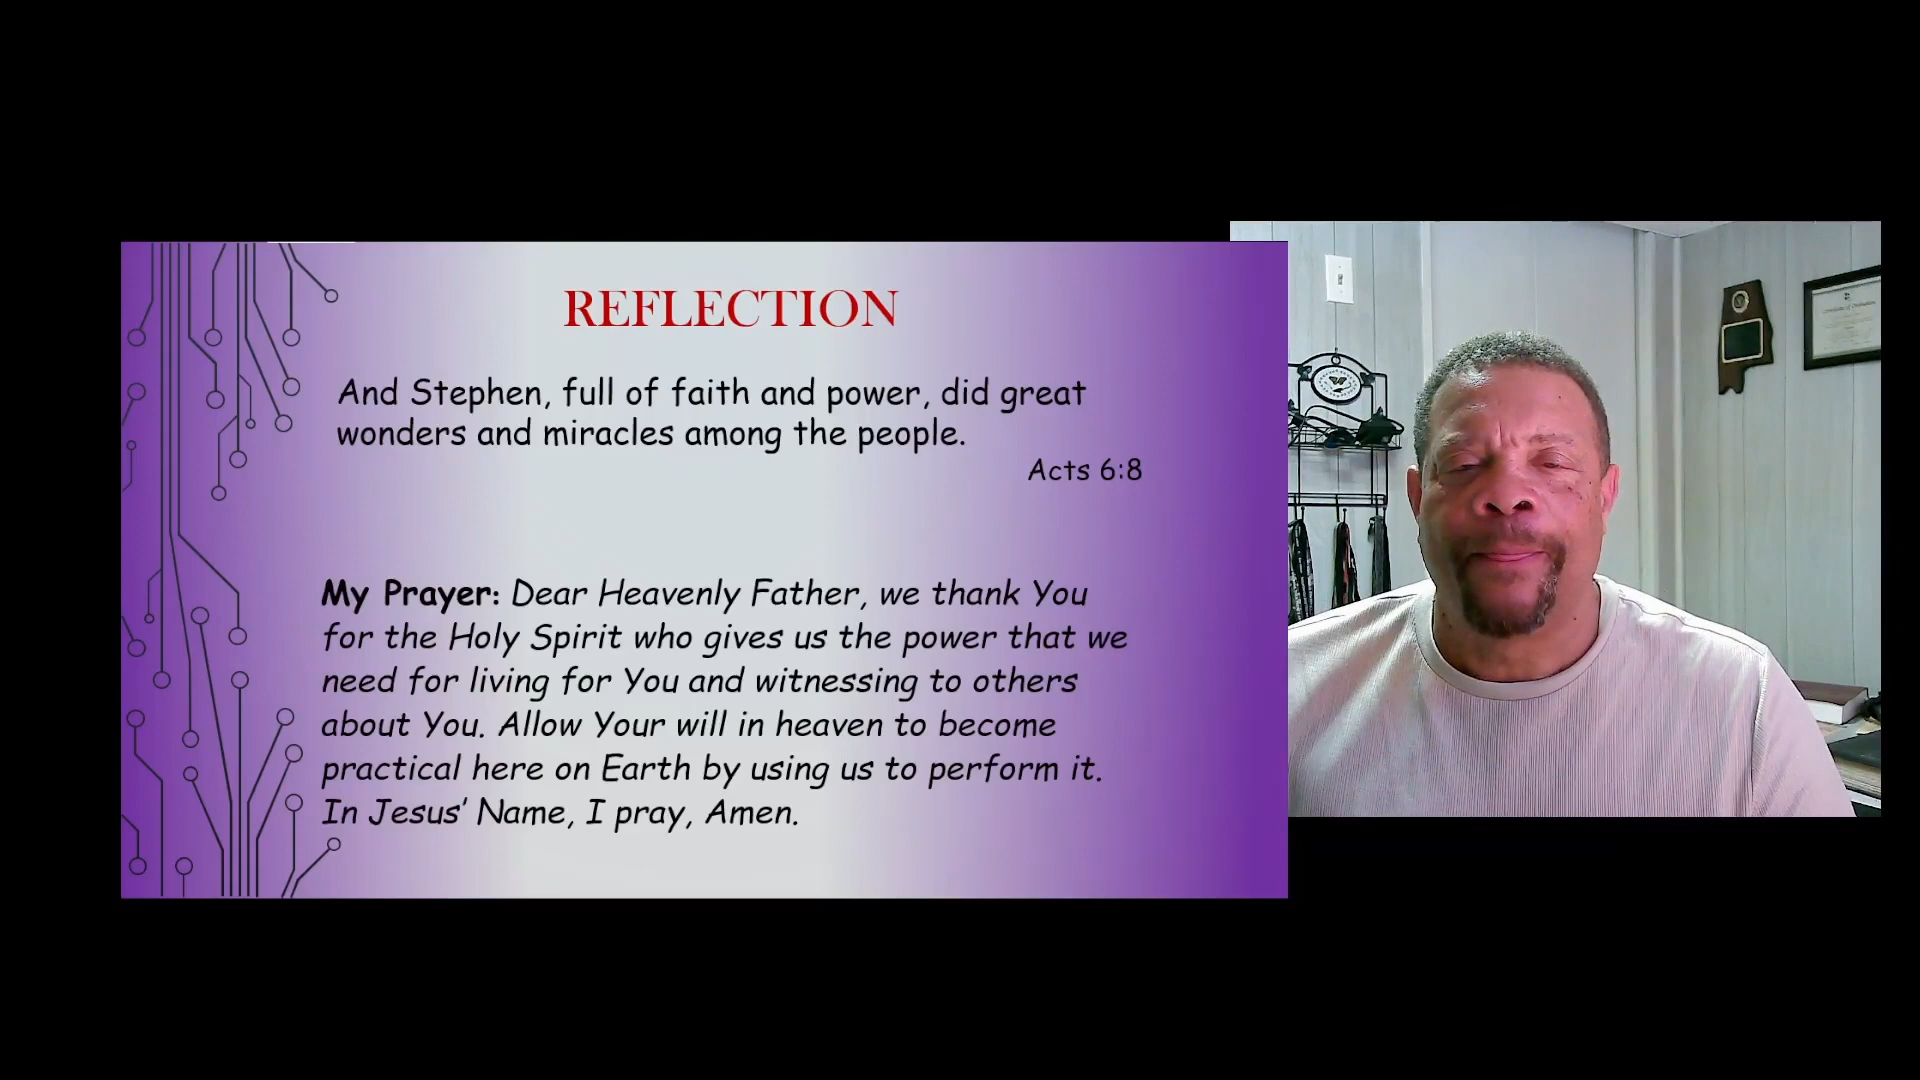 REFLECTION
And Stephen, full of faith and power, did great
wonders and miracles among the people.
Acts 6:8
My Prayer: Dear Heavenly Father, we thank You
for the Holy Spirit who gives us the power that we
need for living for You and witnessing to others
about You. Allow Your will in heaven to become
practical here on Earth by using us to perform it.
In Jesus’ Name, I pray, Amen.